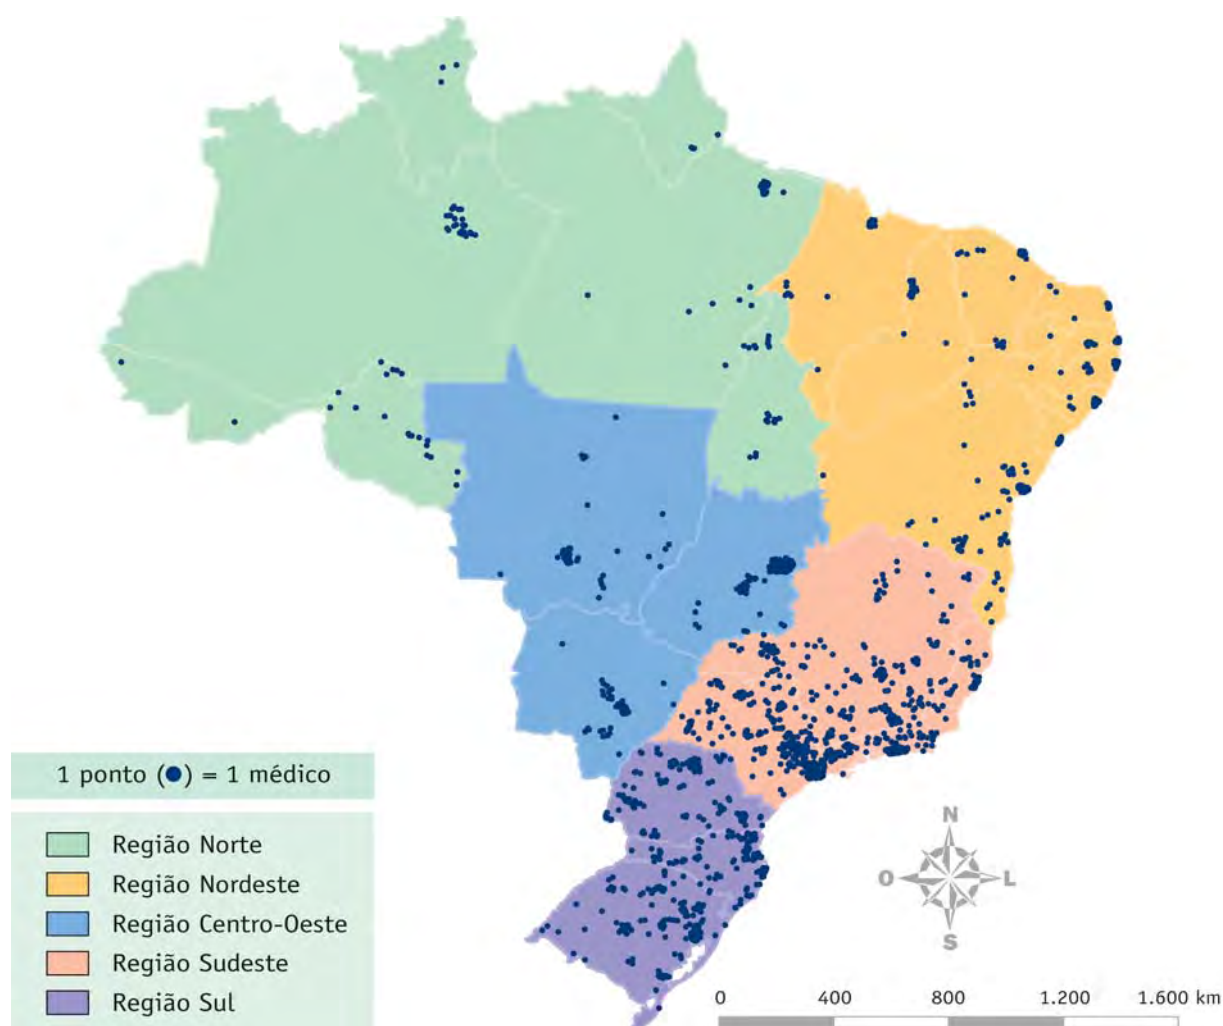 1 ponto (●) = 1 médico
Região Norte
Região Nordeste
Região Centro-Oeste
Região Sudeste
Região Sul
N
O L
S
0 400 800 1.200 1.600 km